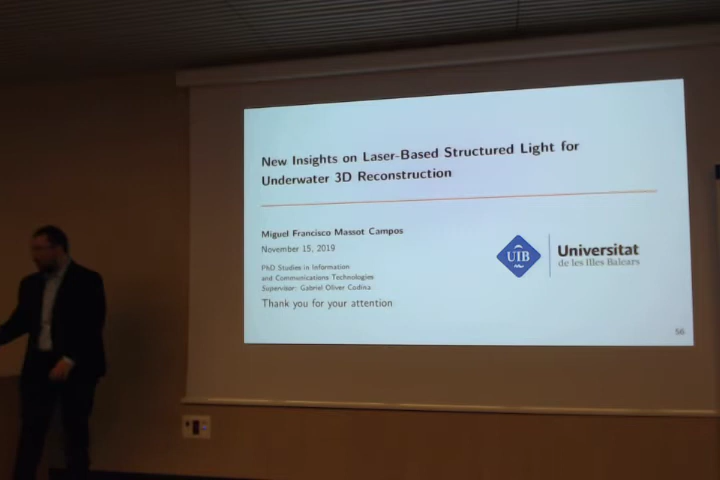 New Insights on Laser-Based Structured Light for
Underwater 3D Reconstruction
Miguel Francisco Massot Campos
November 15, 2019
PhD Studies in Information
and Communications Technologies
Supervisor: Gabriel Oliver Codina
Thank you for your attention
UIB
Universitat
de les Illes Balears
56